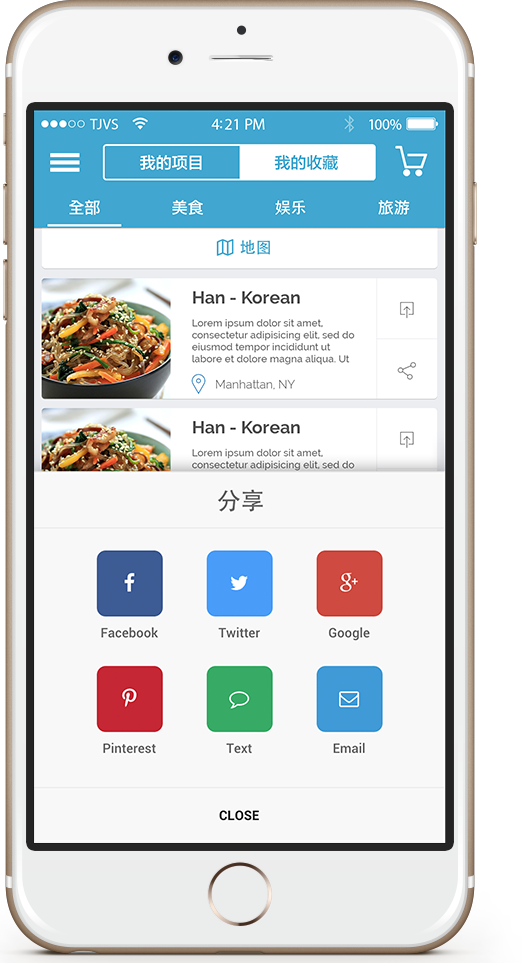 TJVS
4:21 PM
100%
我的项目
我的收藏
全部
美食
娱乐
旅游
地图
Han - Korean
Lorem ipsum dolor sit amet,
consectetur adipisicing elit, sed do
eiusmod tempor incididunt ut
labore et dolore magna aliqua. Ut
Manhattan, NY
Han - Korean
Lorem ipsum dolor sit amet,
consectetur adipisicing elit, sed do
分享
f
g+
Facebook
Twitter
Google
Pinterest
Text
Email
CLOSE